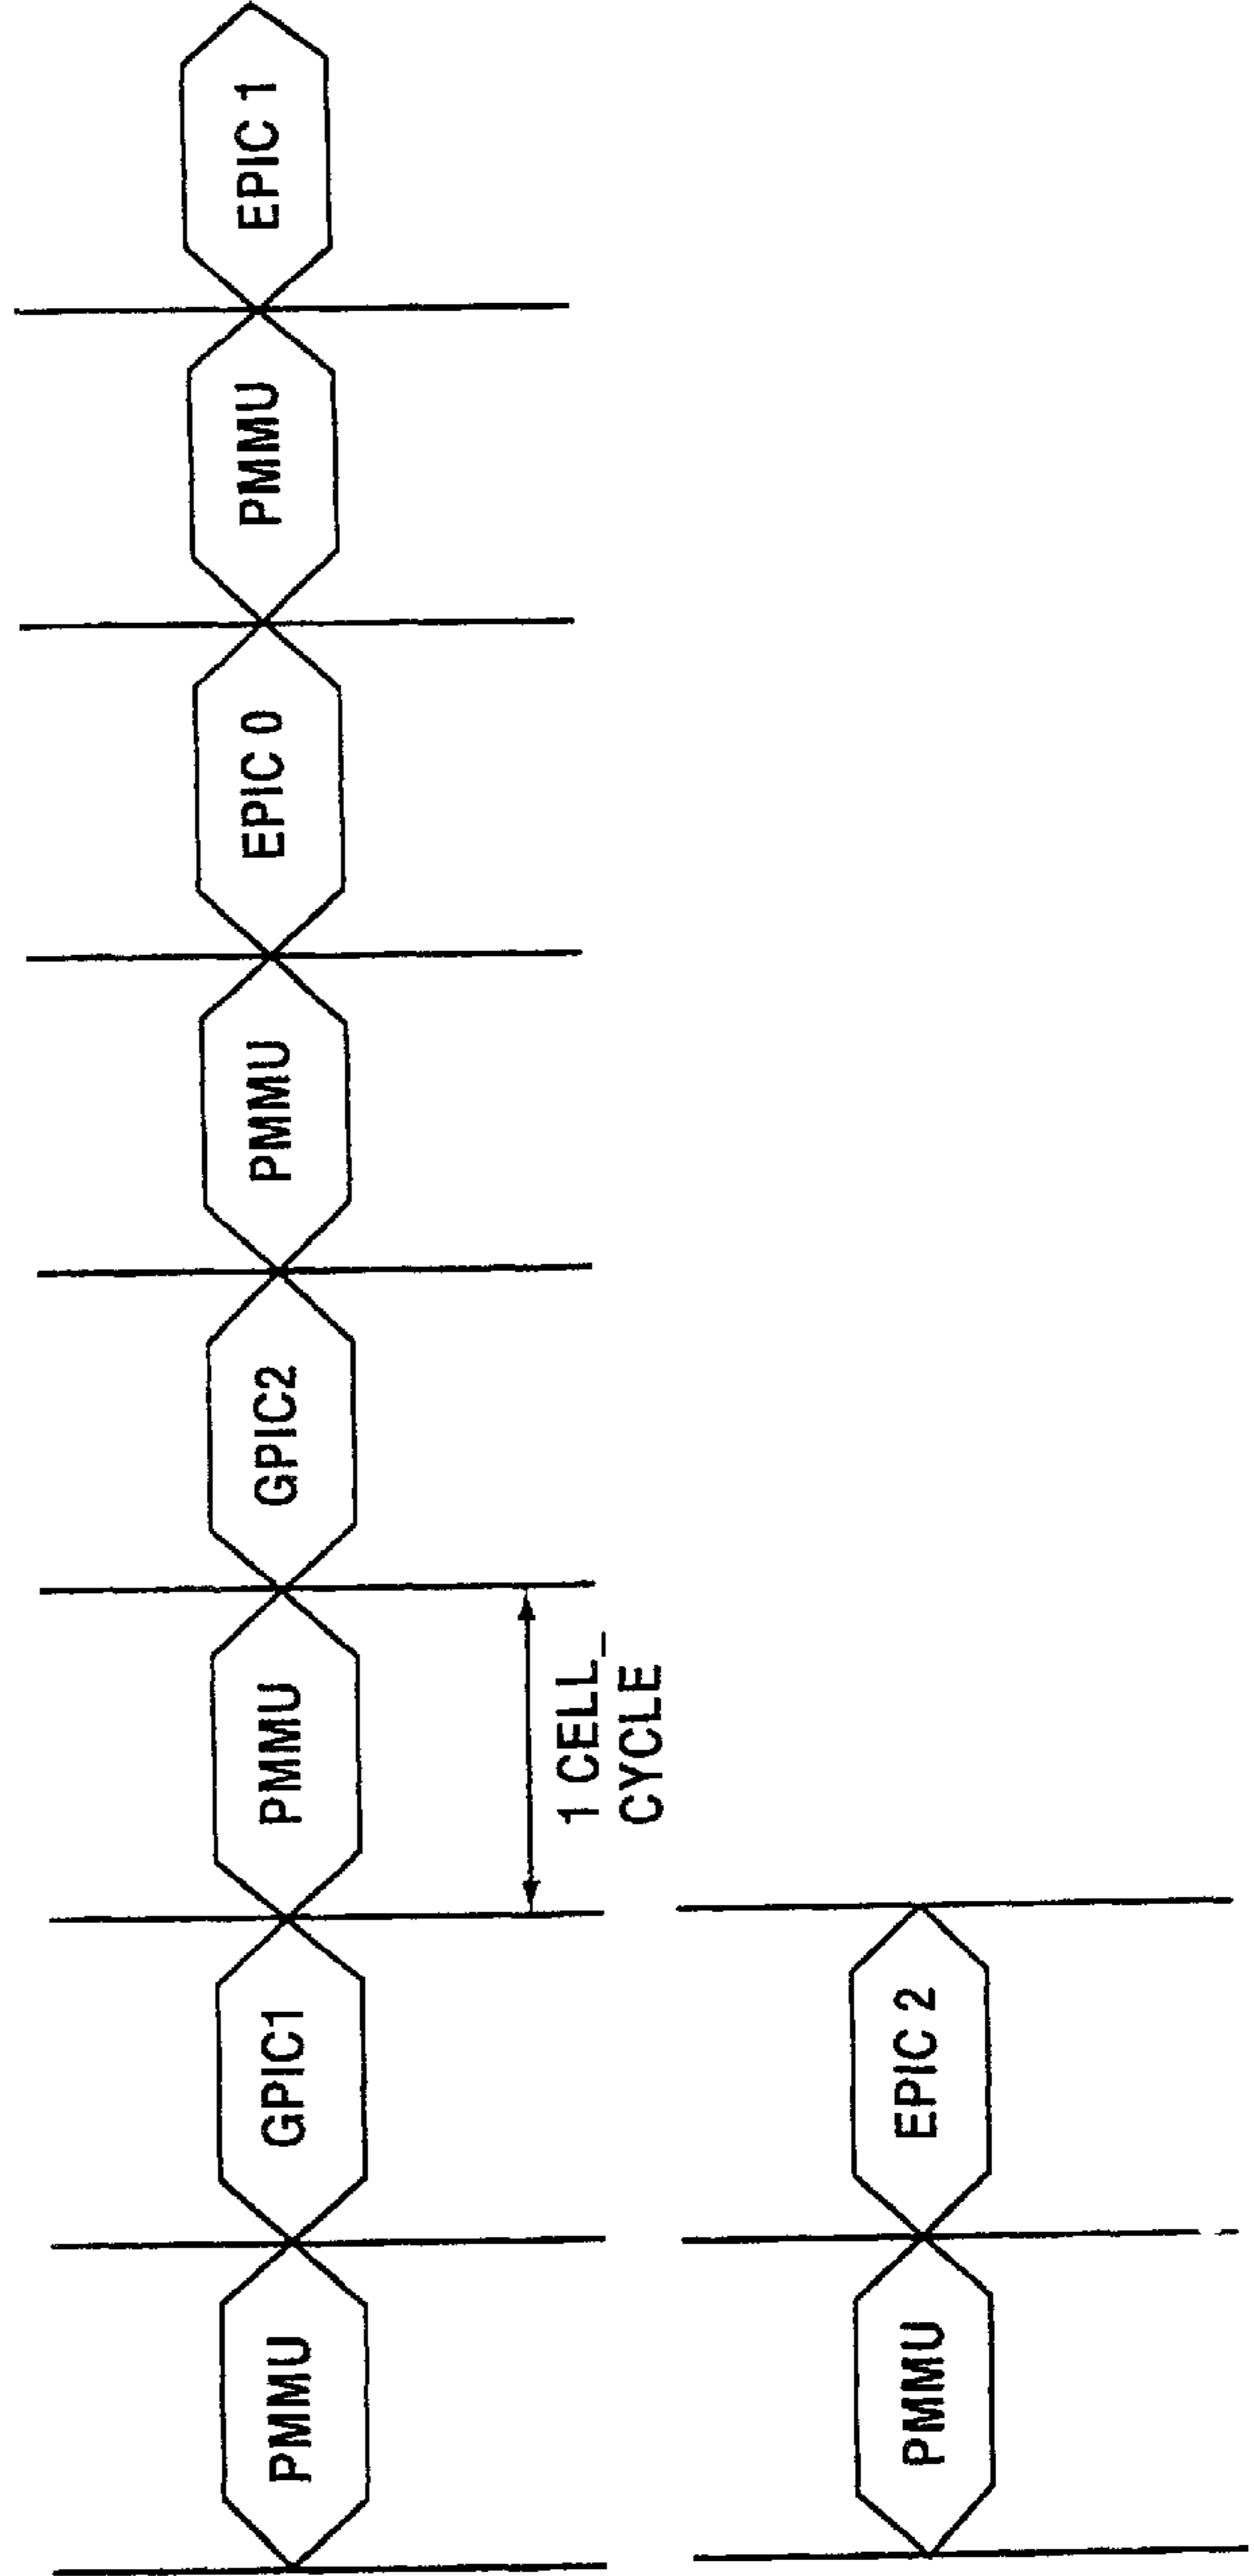 PMMU
GPIC1
PMMU
GPIC2
PMMU
EPIC 0
PMMU
EPIC 1
1 CELL_
CYCLE
PMMU
EPIC 2